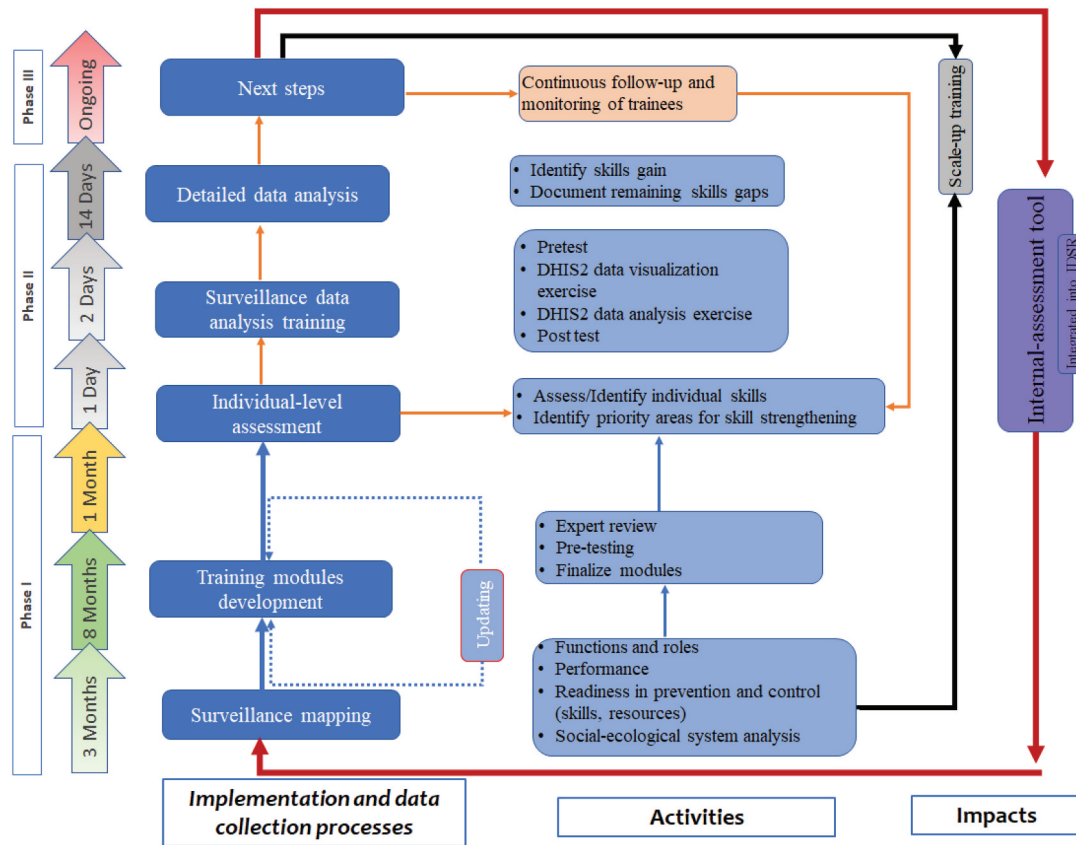 Phase III
Phase II
Phase I
Ongoing
14 Days
2 Days
1 Day
1 Month
8 Months
3 Months
Next steps
Detailed data analysis
Surveillance data
analysis training
Individual-level
assessment
Training modules
development
Surveillance mapping
Updating
Continuous follow-up and
monitoring of trainees
• Identify skills gain
• Document remaining skills gaps
• Pretest
• DHIS2 data visualization
exercise
• DHIS2 data analysis exercise
• Post test
• Assess/Identify individual skills
• Identify priority areas for skill strengthening
• Expert review
• Pre-testing
• Finalize modules
• Functions and roles
• Performance
• Readiness in prevention and control
(skills, resources)
• Social-ecological system analysis
Scale-up training
Internal-assessment tool
Integrated into IDSR
Implementation and data
collection processes
Activities
Impacts